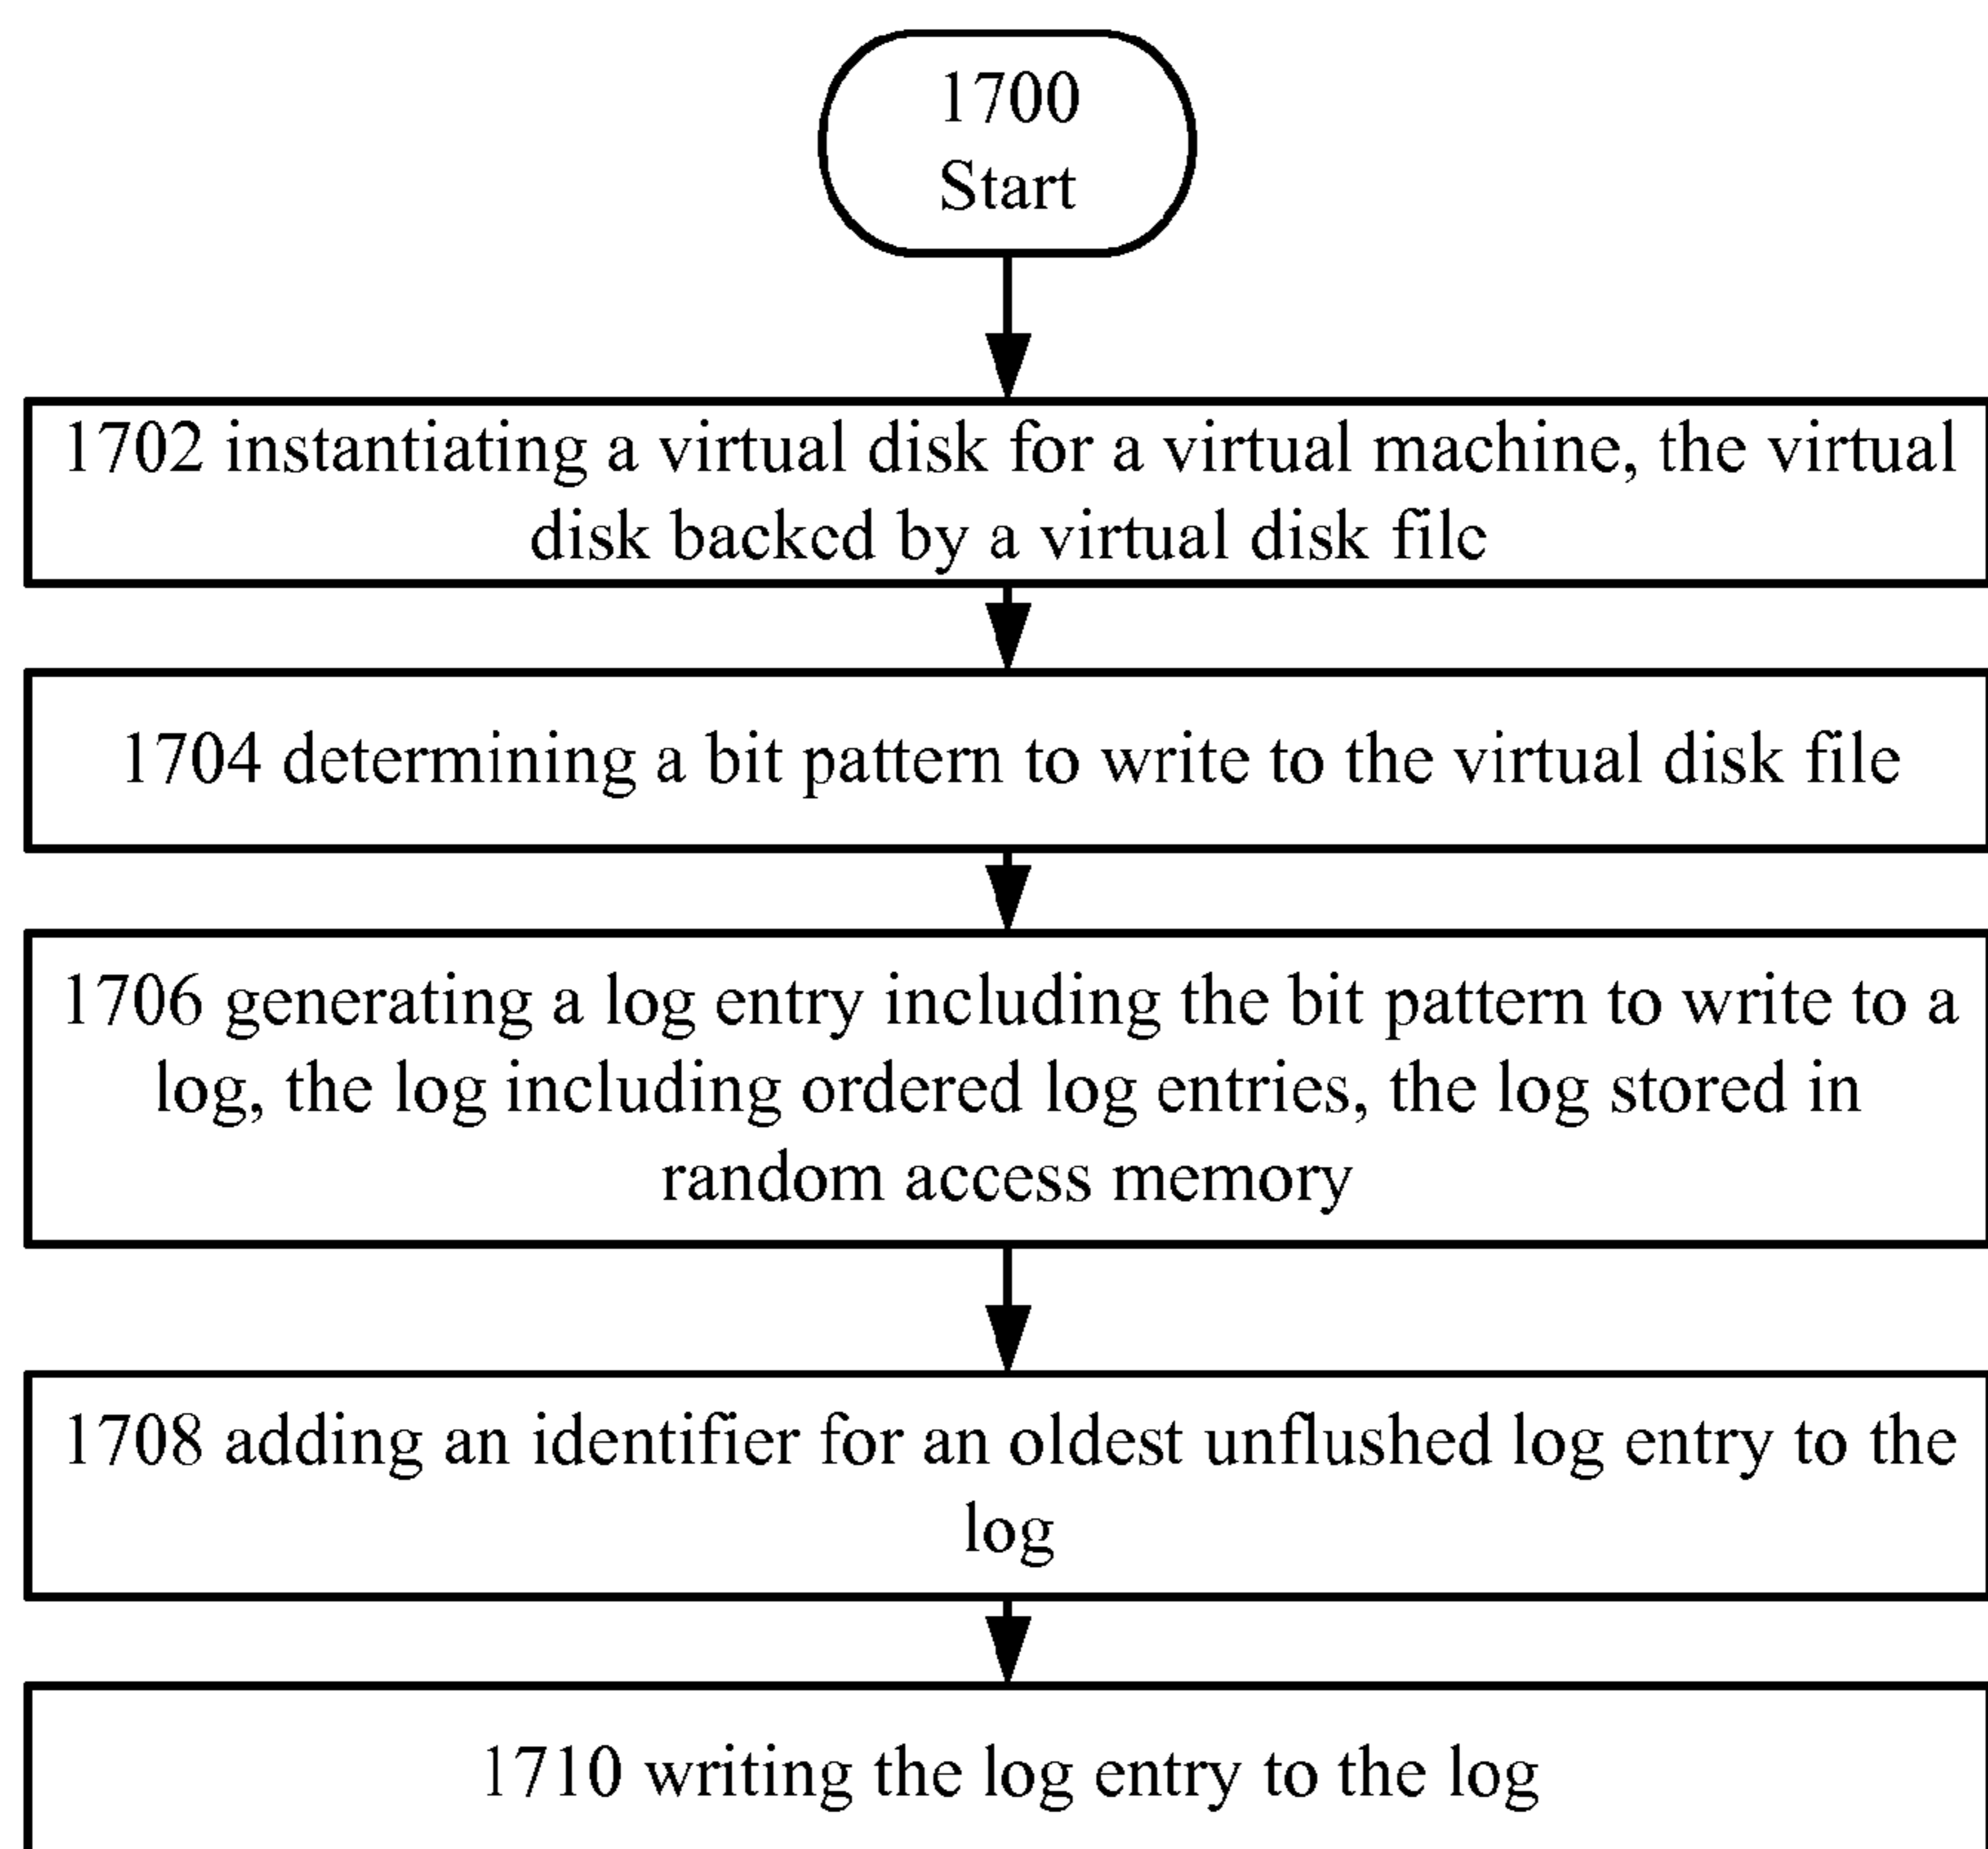 1700
Start
1702 instantiating a virtual disk for a virtual machine, the virtual
disk backed by a virtual disk file
1704 determining a bit pattern to write to the virtual disk file
1706 generating a log entry including the bit pattern to write to a
log, the log including ordered log entries, the log stored in
random access memory
1708 adding an identifier for an oldest unflushed log entry to the
log
1710 writing the log entry to the log